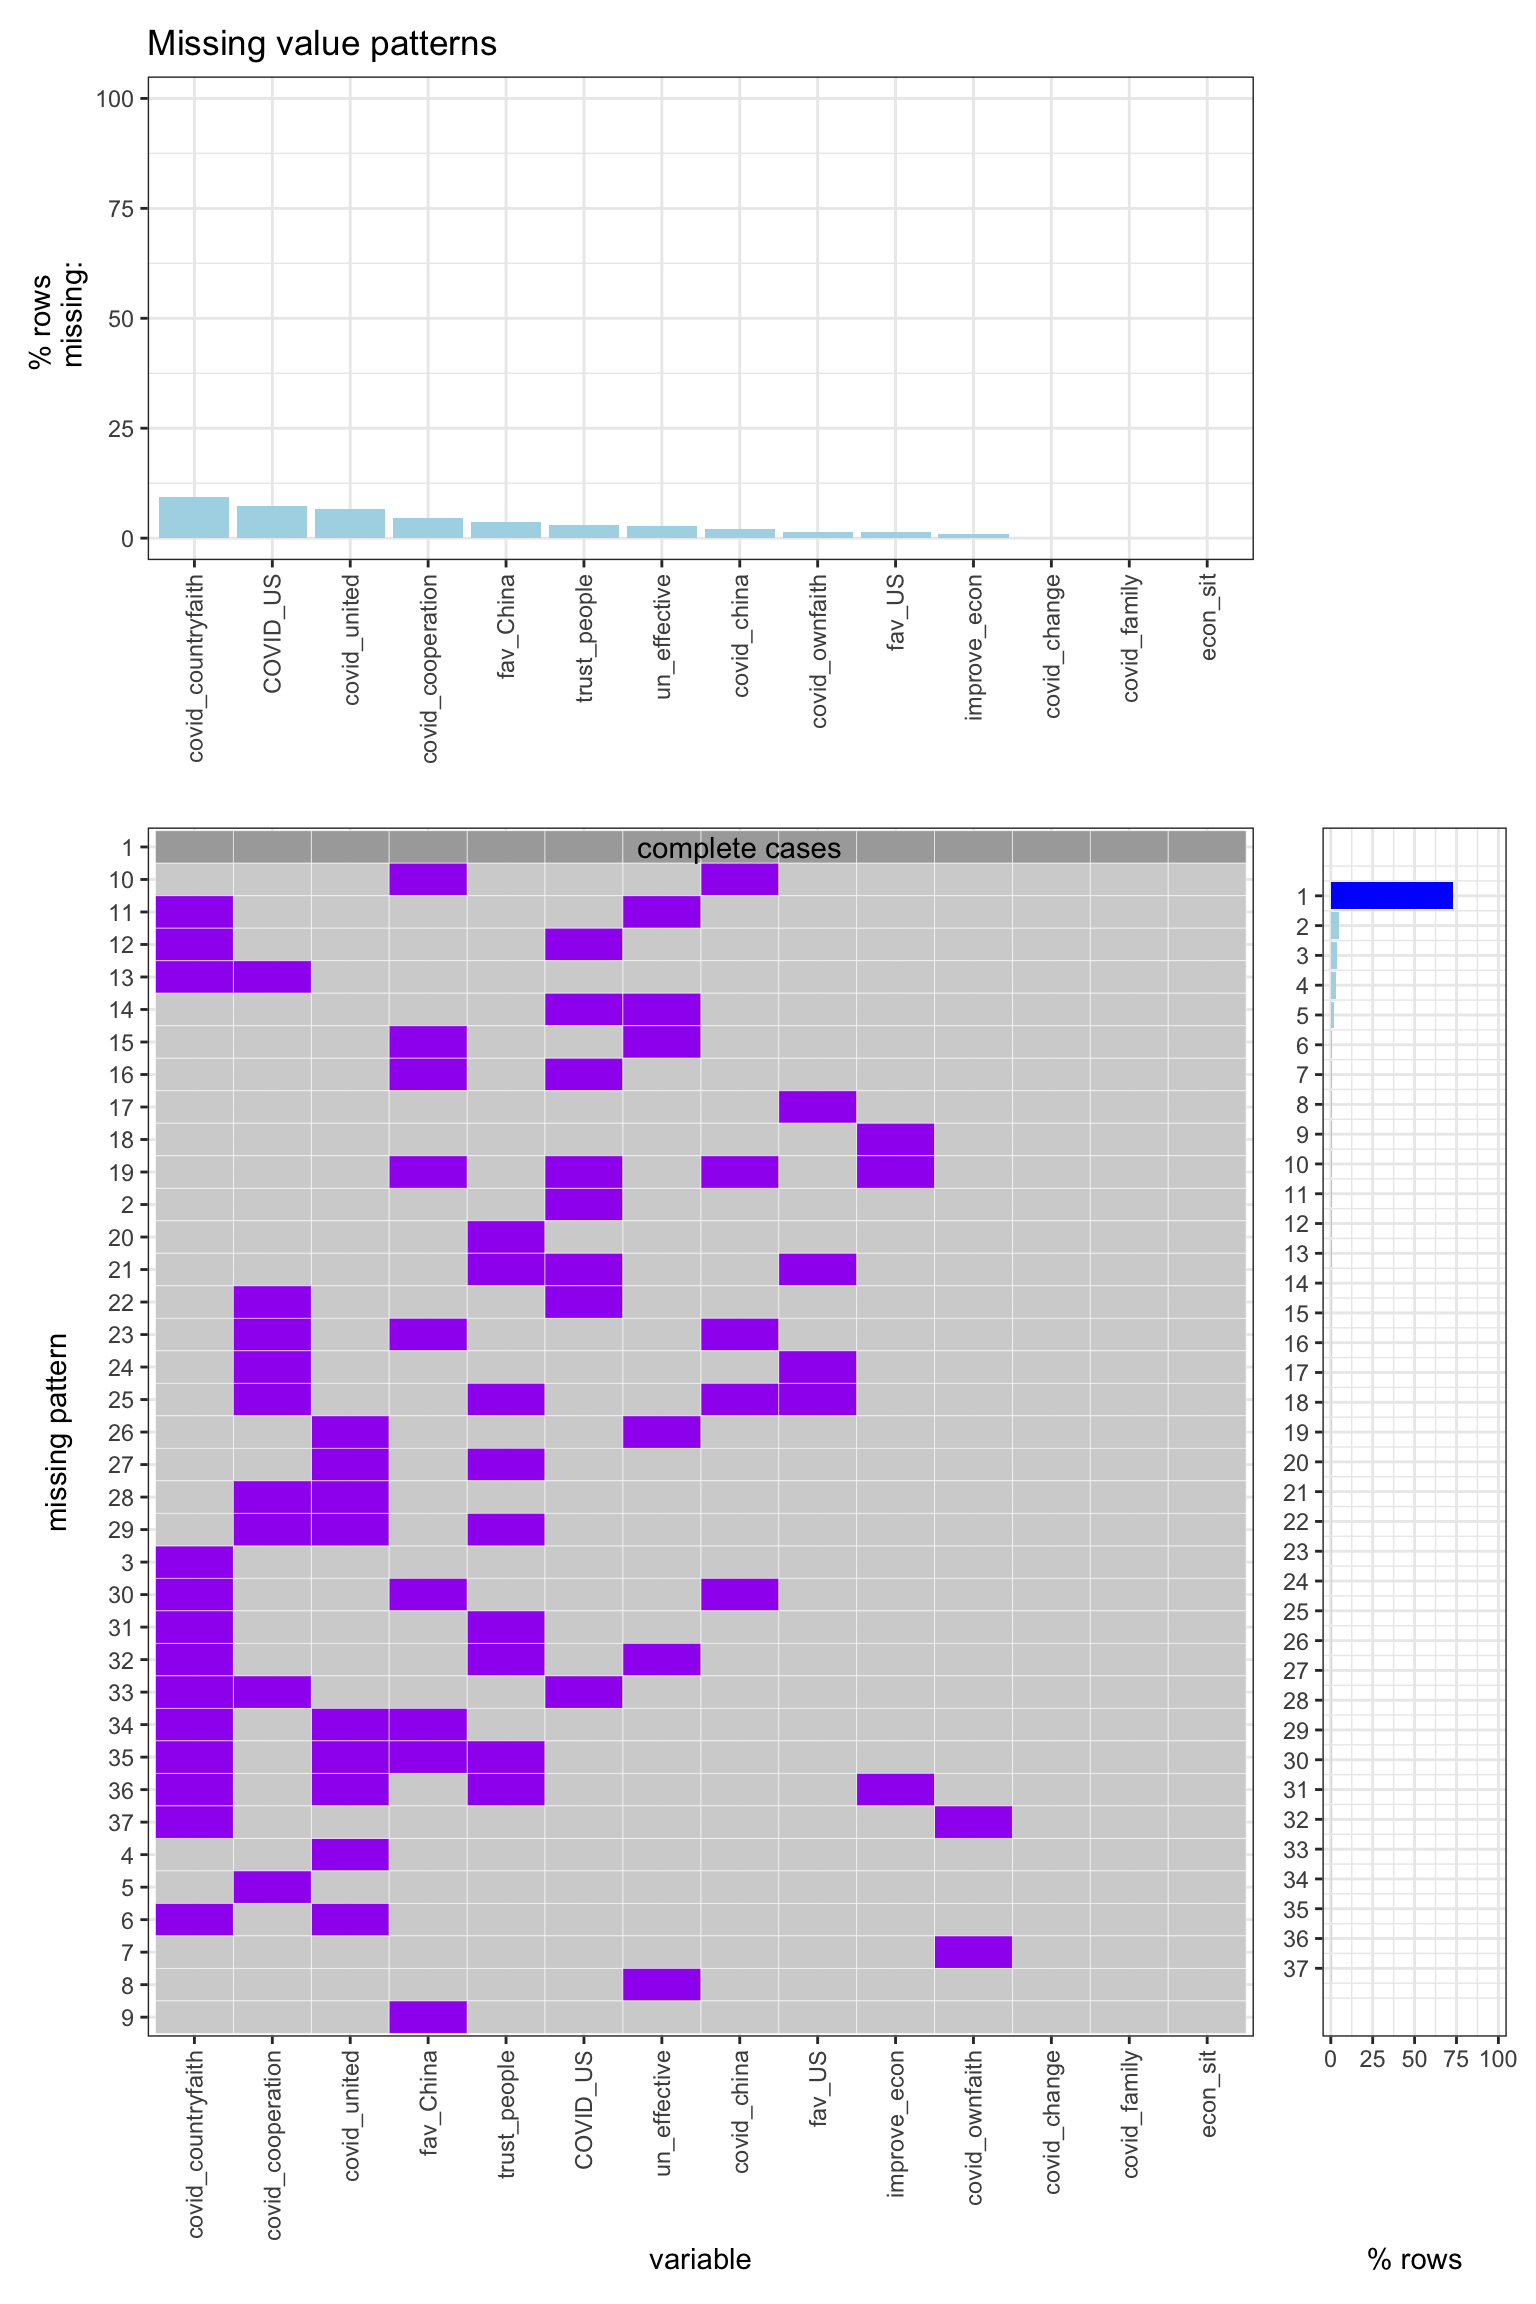 Missing value patterns
% rows
missing:
100
75
50
25
0
covid_countryfaith
COVID_US
covid_united
covid_cooperation
fav_China
trust_people
un_effective
covid_china
covid_ownfaith
fav_US
improve_econ
covid_change
covid_family
econ_sit
missing pattern
complete cases
1
10
11
12
13
14
15
16
17
18
19
2
20
21
22
23
24
25
26
27
28
29
3
30
31
32
33
34
35
36
37
4
5
6
7
8
9
covid_countryfaith
covid_cooperation
covid_united
fav_China
trust_people
COVID_US
un_effective
covid_china
fav_US
improve_econ
covid_ownfaith
covid_change
covid_family
econ_sit
variable
1
2
3
4
5
6
7
8
9
10
11
12
13
14
15
16
17
18
19
20
21
22
23
24
25
26
27
28
29
30
31
32
33
34
35
36
37
0 25 50 75 100
% rows